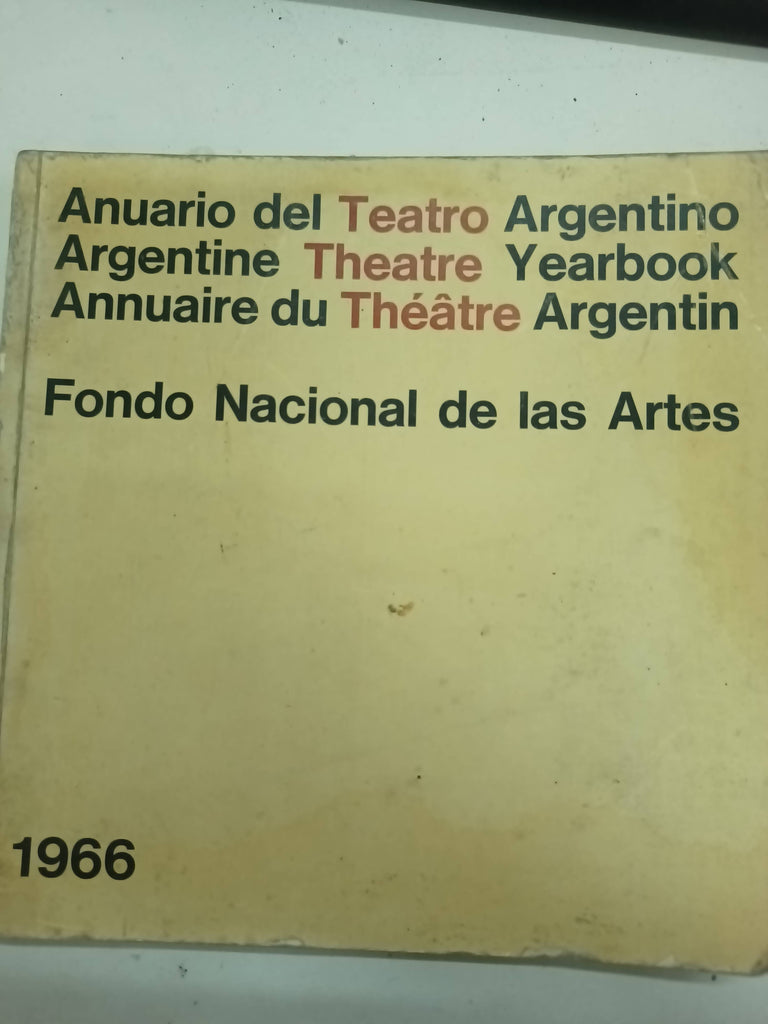 Anuario del Teatro Argentino
Argentine Theatre Yearbook
Annuaire du Théâtre Argentin
Fondo Nacional de las Artes
1966